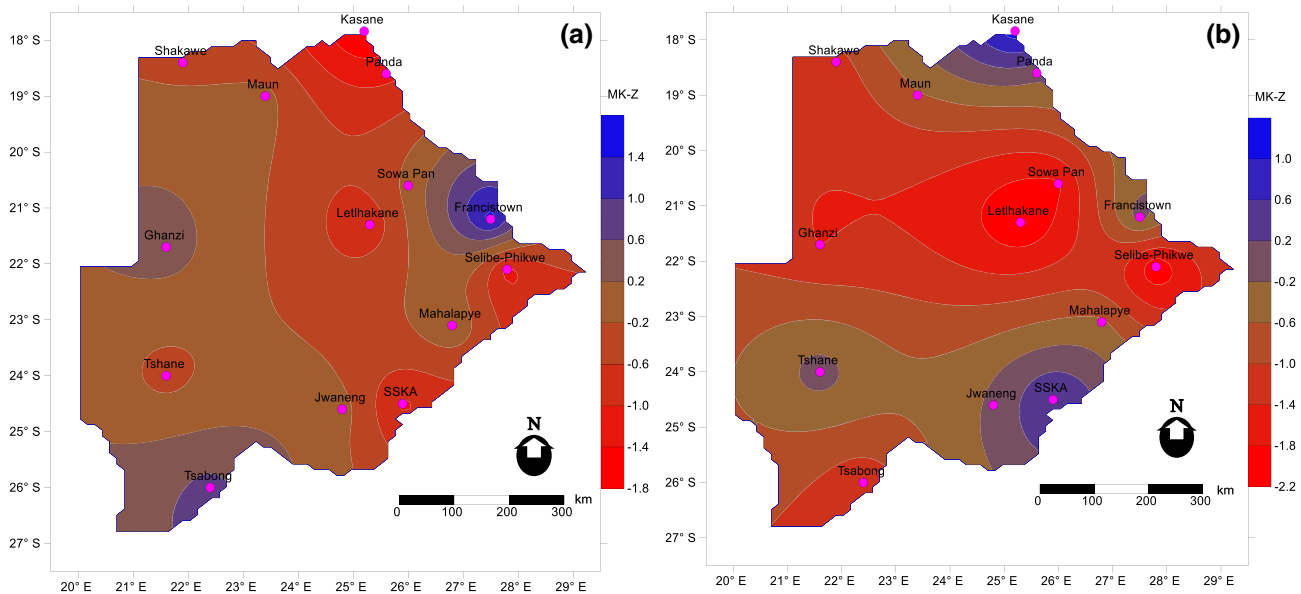 Kasane
(a)
18° S
Shakawe
Panda
Maun
19° S
MK-Z
20° S
1.4
Sowa Pan
1.0
21° S
Letlhakane
Francistown
0.6
Ghanzi
22° S
Selibe-Phikwe
0.2
23° S
Mahalapye
-1.8
-0.6
24° S
Tshane
-1.0
Jwaneng
SSKA
25° S
N
-1.4
26° S
Tsabong
-1.8
km
0 100 200 300
27° S
20° E 21° E 22° E 23° E 24° E 25° E 26° E 27° E 28° E 29° E
Kasane
(b)
18° S
Shakawe
Panda
Maun
19° S
MK-Z
20° S
1.0
Sowa Pan
0.6
21° S
Letlhakane
Francistown
0.2
Ghanzi
22° S
Selibe-Phikwe
-0.2
23° S
Mahalapye
-0.6
24° S
Tshane
-1.0
Jwaneng
SSKA
25° S
N
-1.4
26° S
Tsabong
-1.8
km
0 100 200 300
-2.2
27° S
20° E 21° E 22° E 23° E 24° E 25° E 26° E 27° E 28° E 29° E